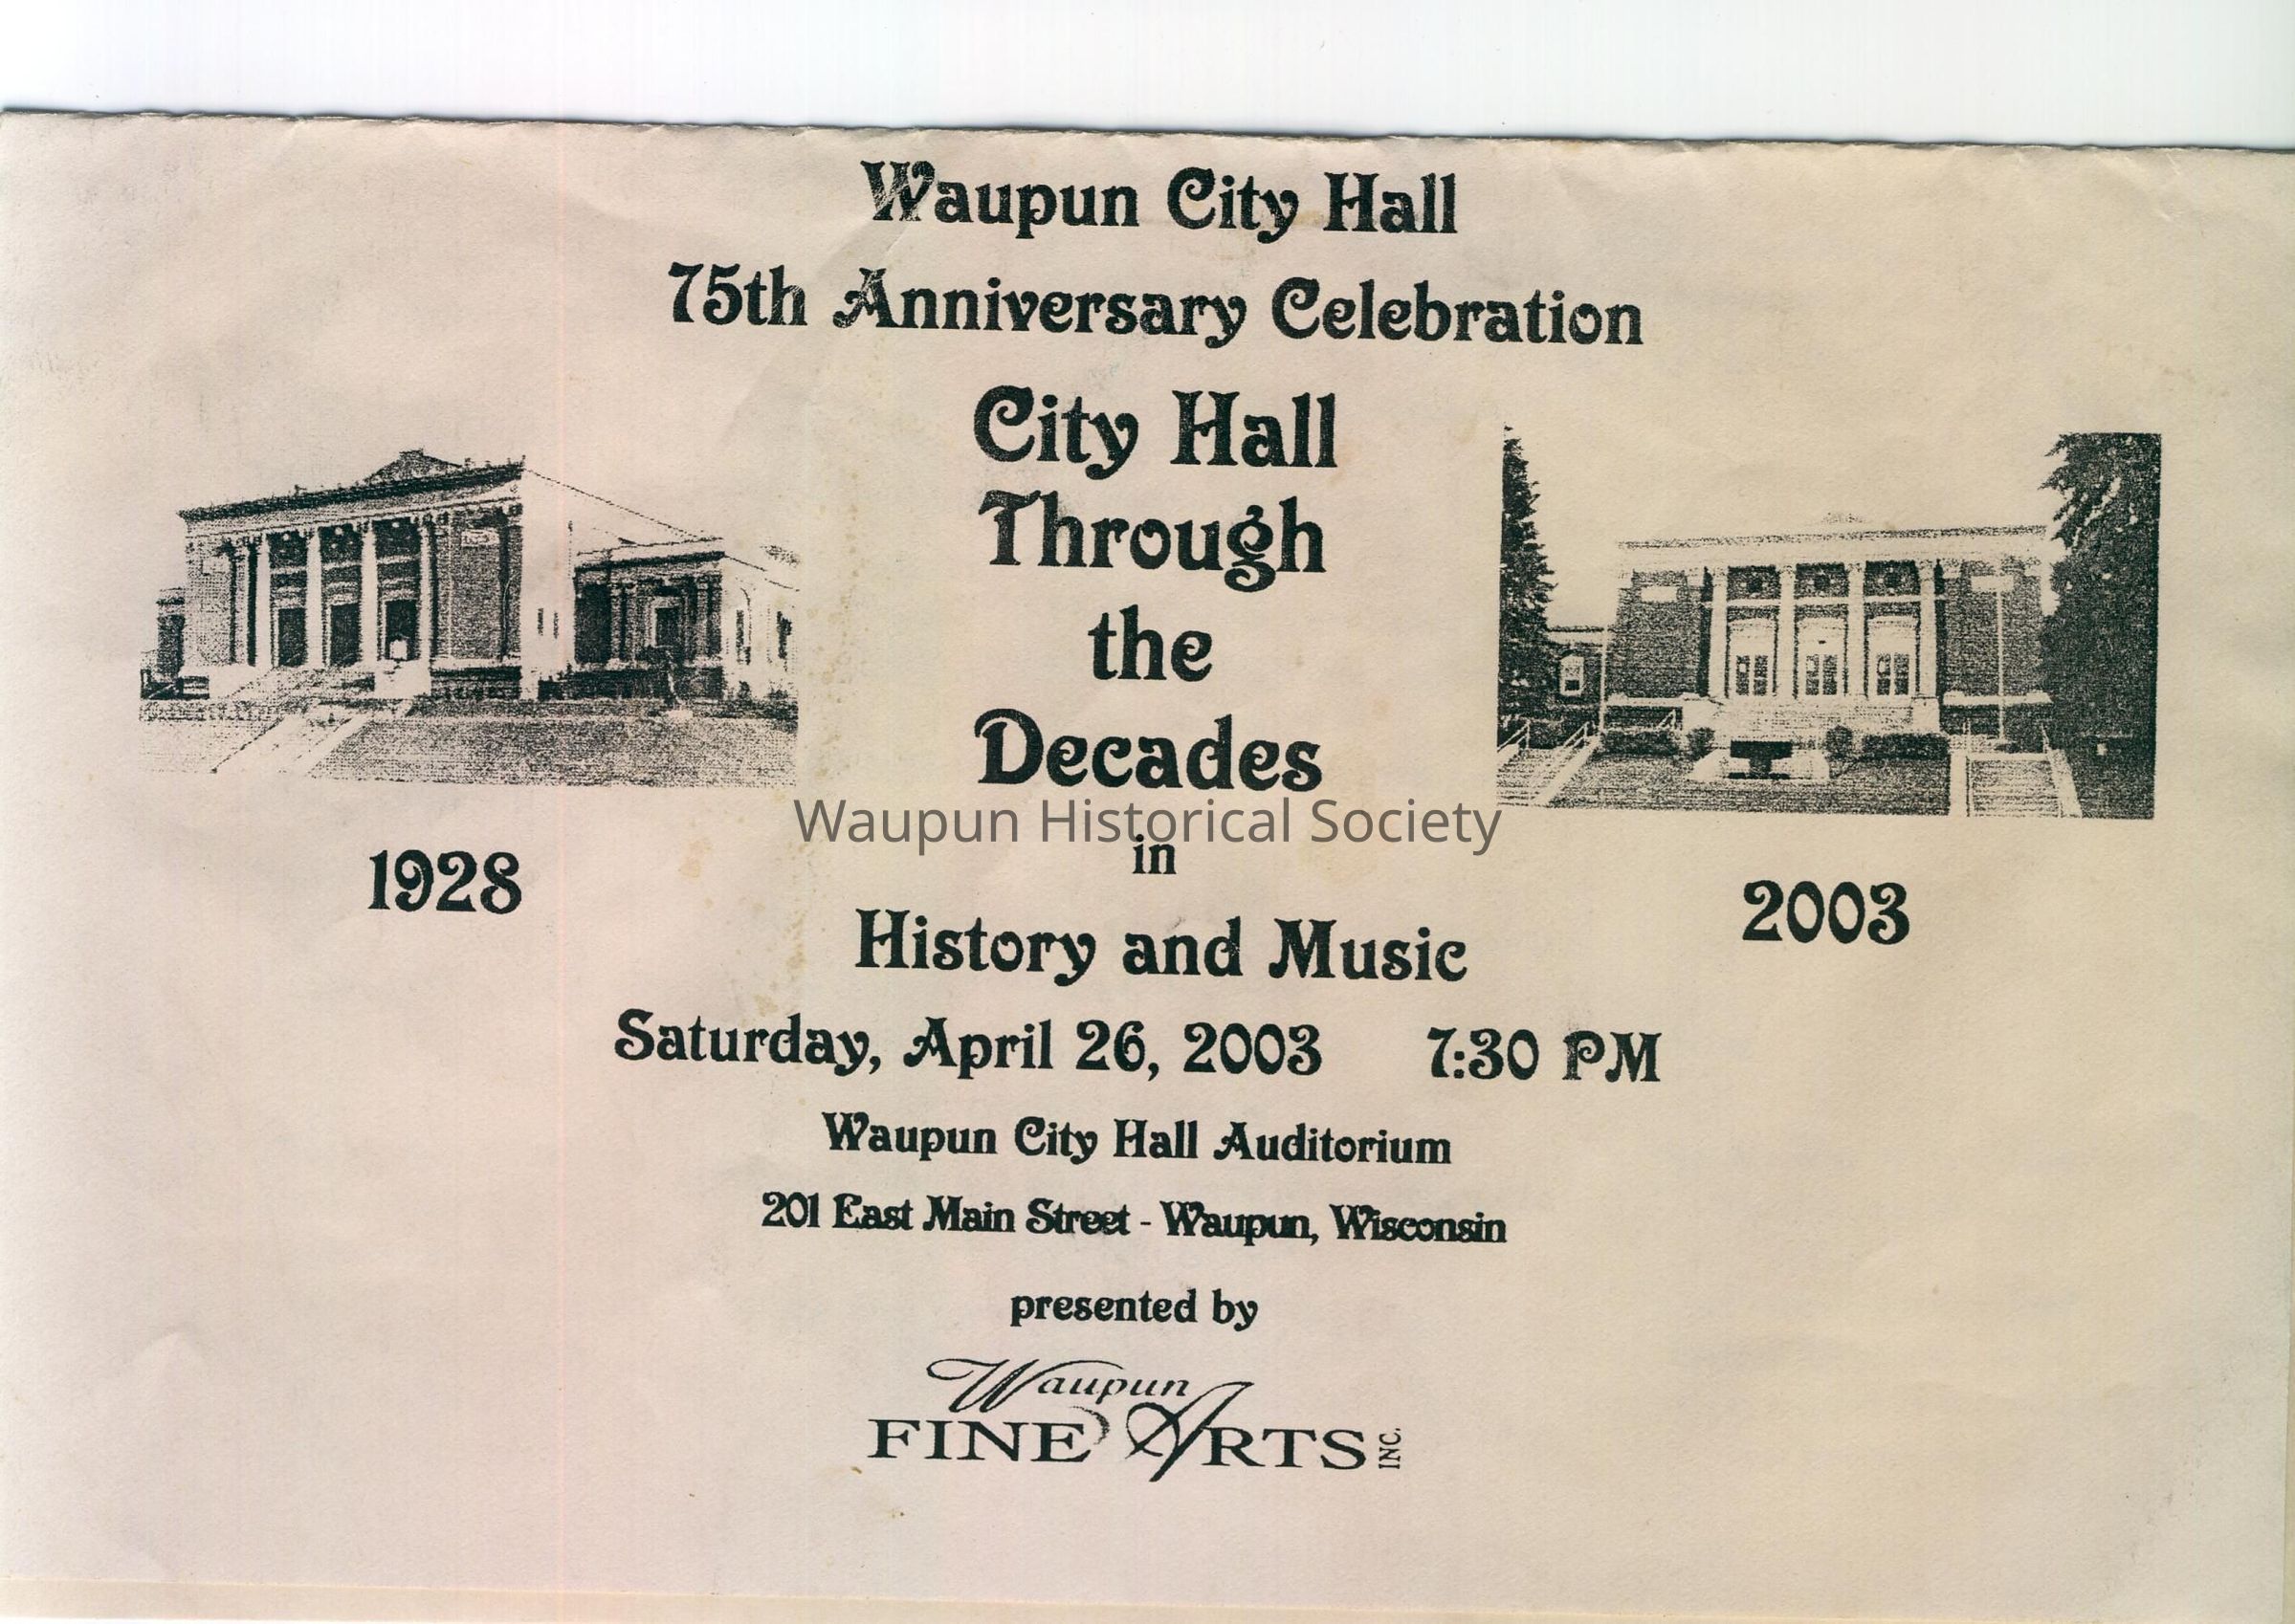 Waupun City Hall
75th Anniversary Celebration
City Hall
Through
the
Decades
Waupun Historical Society
in
1928
2003
History and Music
Saturday, April 26, 2003 7:30 PM
Waupun City Hall Auditorium
201 East Main Street - Waupun, Wisconsin
presented by
Waupun
FINE ARTS INC.